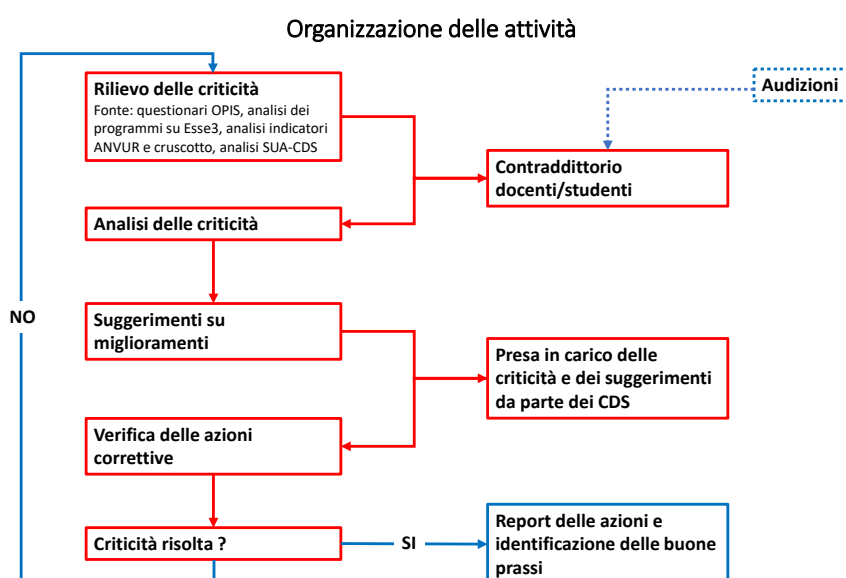 Organizzazione delle attività
Audizioni
Rilievo delle criticità
Fonte: questionari OPIS, analisi dei
programmi su Esse3, analisi indicatori
ANVUR e cruscotto, analisi SUA-CDS
Contraddittorio
docenti/studenti
Analisi delle criticità
NO
Suggerimenti su
miglioramenti
Presa in carico delle
criticità e dei suggerimenti
da parte dei CDS
Verifica delle azioni
correttive
Criticità risolta ?
SI
Report delle azioni e
identificazione delle buone
prassi